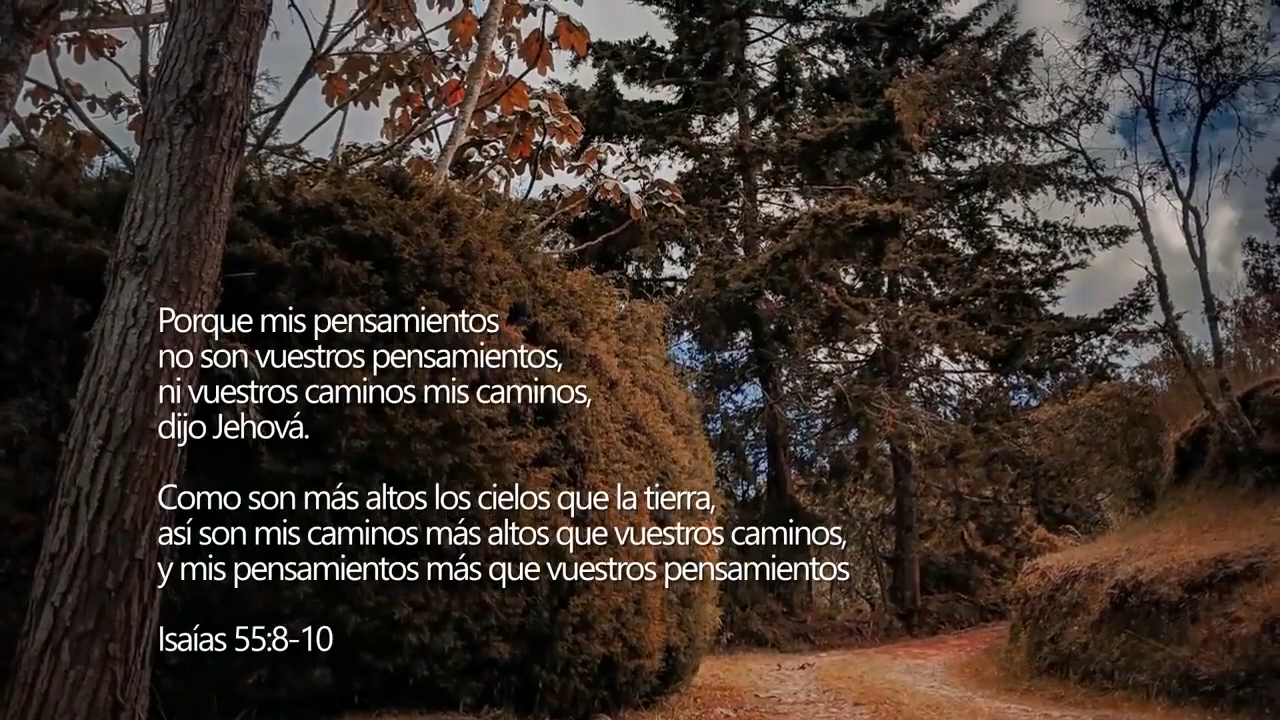 Porque mis pensamientos
no son vuestros pensamientos,
ni vuestros caminos mis caminos,
dijo Jehová.
Como son más altos los cielos que la tierra,
así son mis caminos más altos que vuestros caminos,
y mis pensamientos más que vuestros pensamientos
Isaías 55:8-10